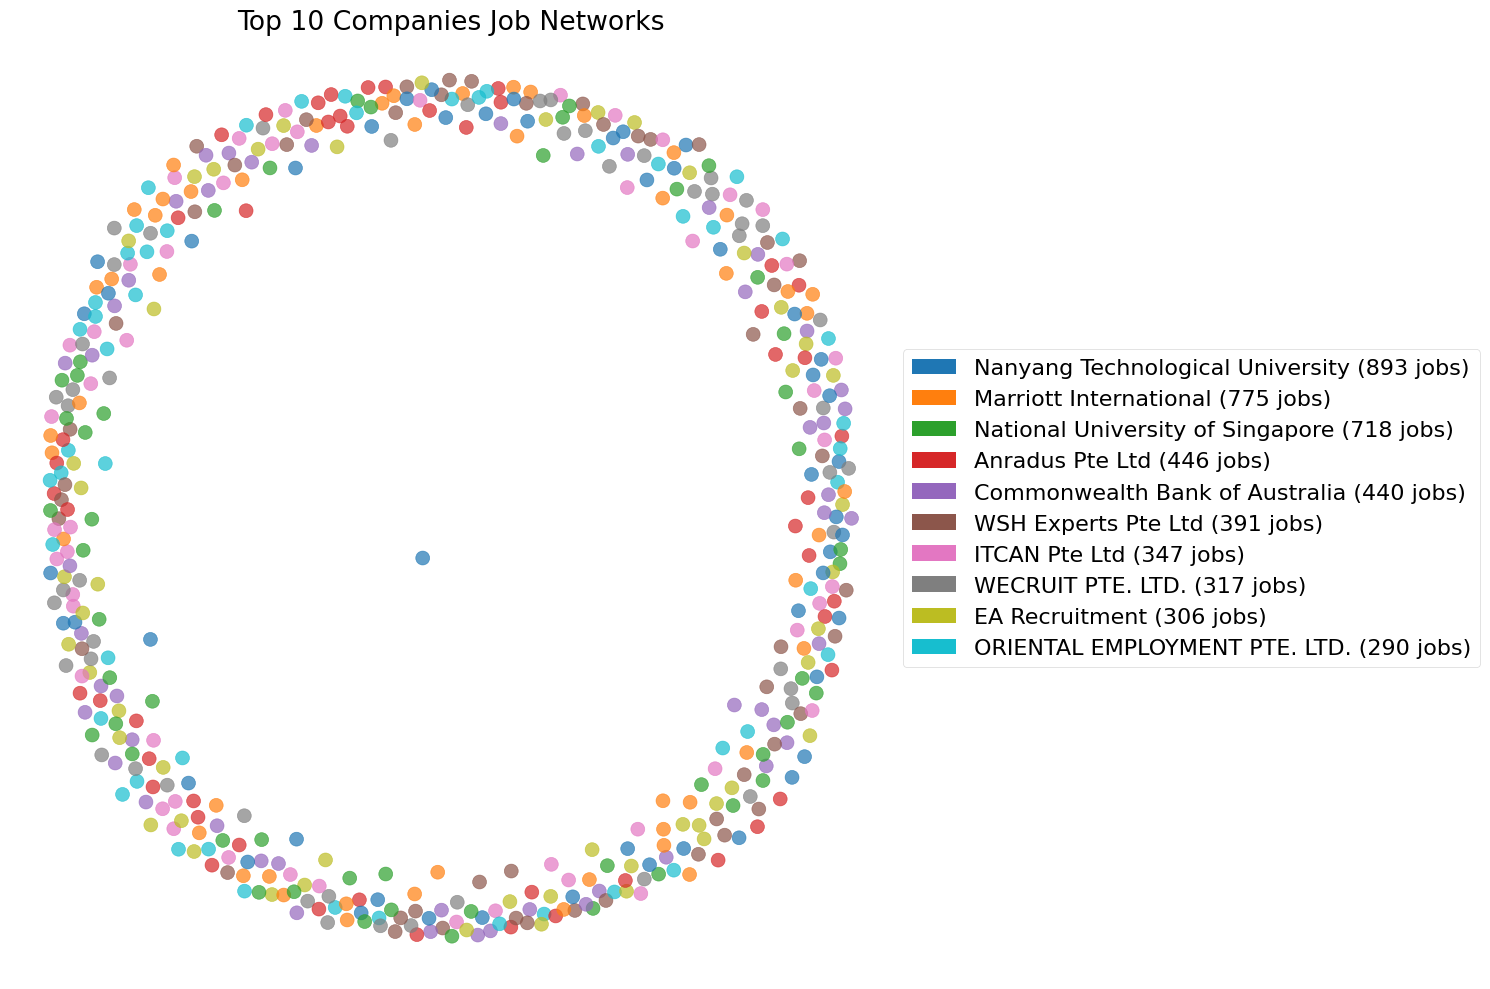 Top 10 Companies Job Networks
Nanyang Technological University (893 jobs)
Marriott International (775 jobs)
National University of Singapore (718 jobs)
Anradus Pte Ltd (446 jobs)
Commonwealth Bank of Australia (440 jobs)
WSH Experts Pte Ltd (391 jobs)
ITCAN Pte Ltd (347 jobs)
WECRUIT PTE. LTD. (317 jobs)
EA Recruitment (306 jobs)
ORIENTAL EMPLOYMENT PTE. LTD. (290 jobs)